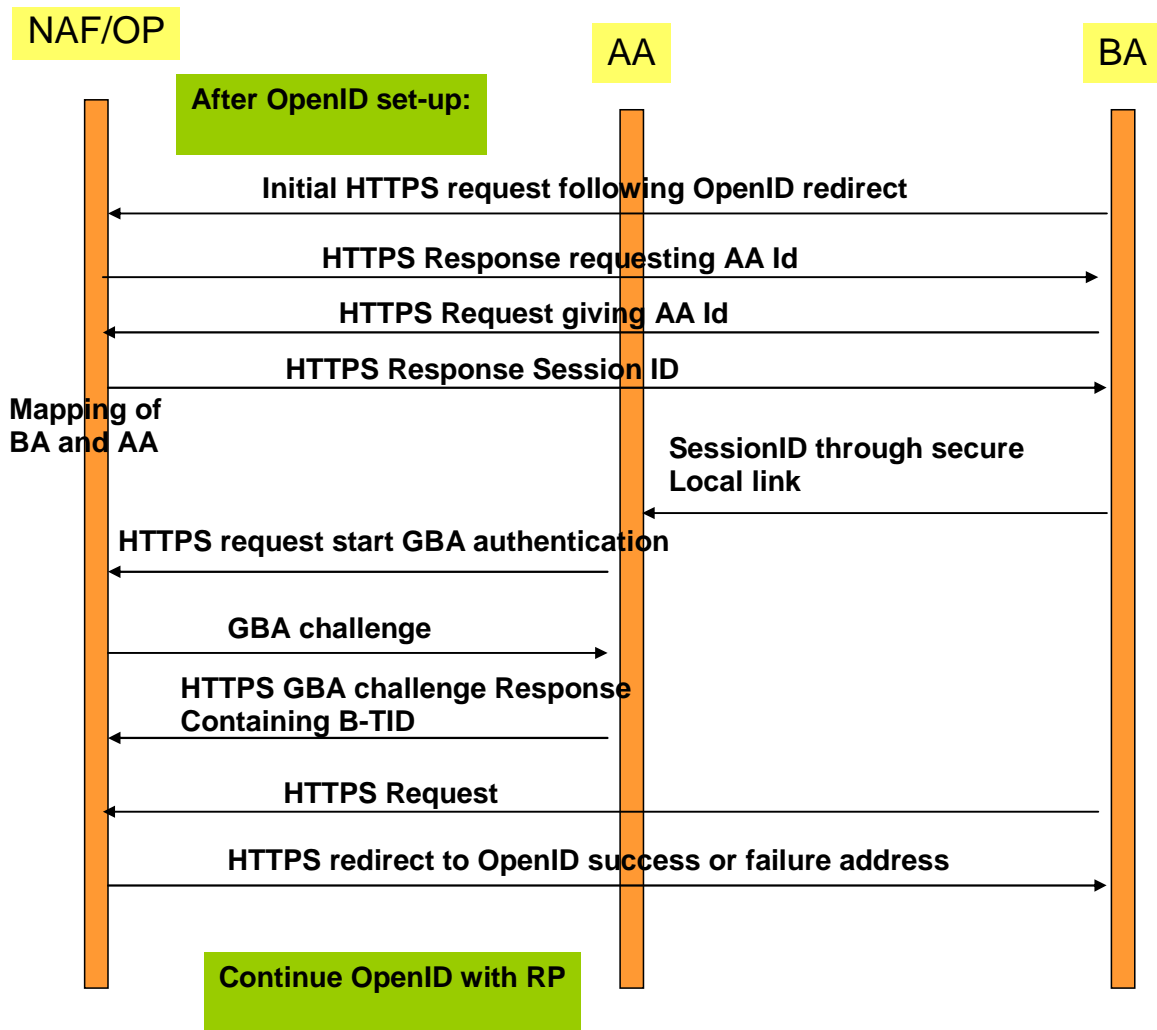 NAF/OP
AA
BA
After OpenID set-up:
Initial HTTPS request following OpenID redirect
HTTPS Response requesting AA Id
HTTPS Request giving AA Id
HTTPS Response Session ID
Mapping of
BA and AA
SessionID through secure
Local link
HTTPS request start GBA authentication
GBA challenge
HTTPS GBA challenge Response
Containing B-TID
HTTPS Request
HTTPS redirect to OpenID success or failure address
Continue OpenID with RP